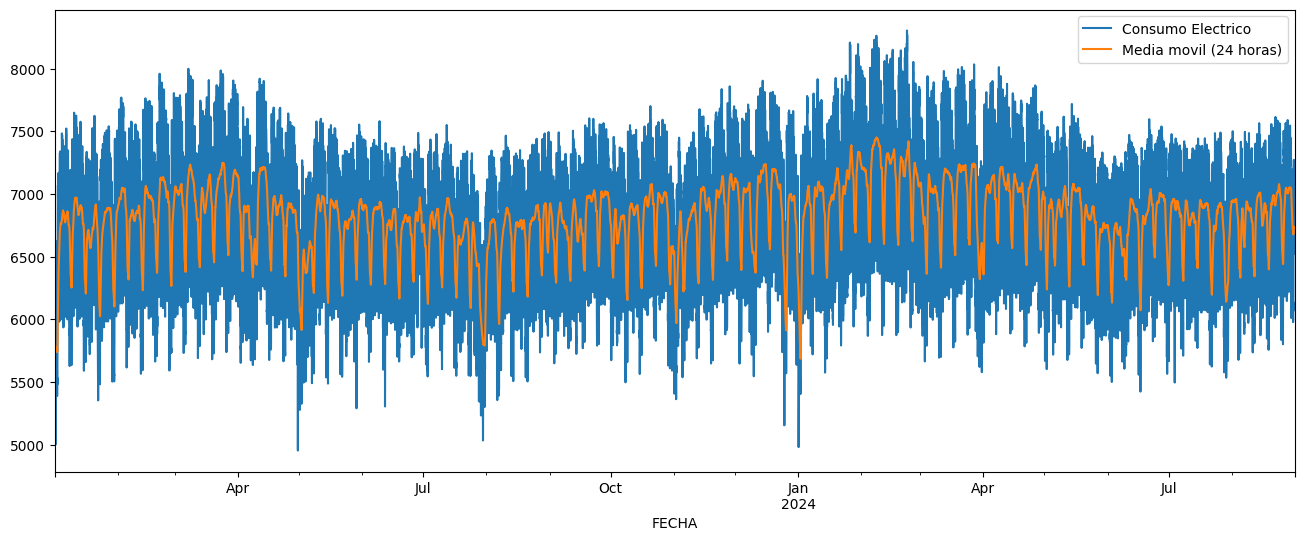 Consumo Electrico
Media movil (24 horas)
8000
7500
7000
6500
6000
5500
5000
Apr
Jul
Oct
Jan
2024
Apr
Jul
FECHA